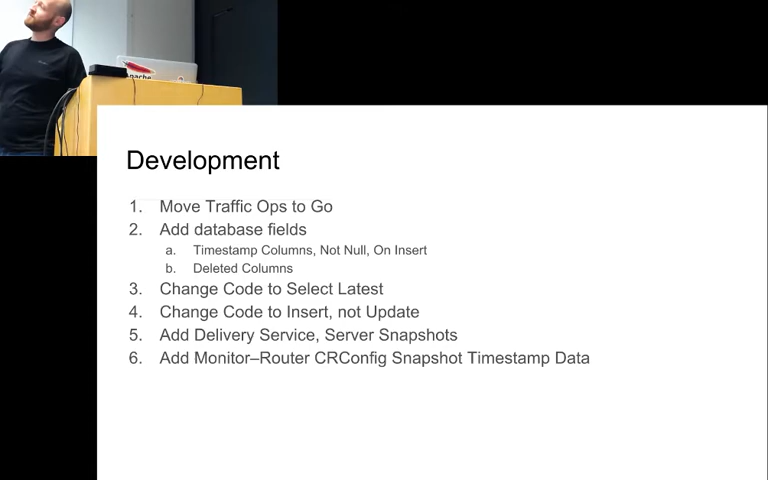 Apache
Development
1. Move Traffic Ops to Go
2. Add database fields
a. Timestamp Columns, Not Null, On Insert
b. Deleted Columns
3. Change Code to Select Latest
4. Change Code to Insert, not Update
5. Add Delivery Service, Server Snapshots
6. Add Monitor–Router CRConfig Snapshot Timestamp Data